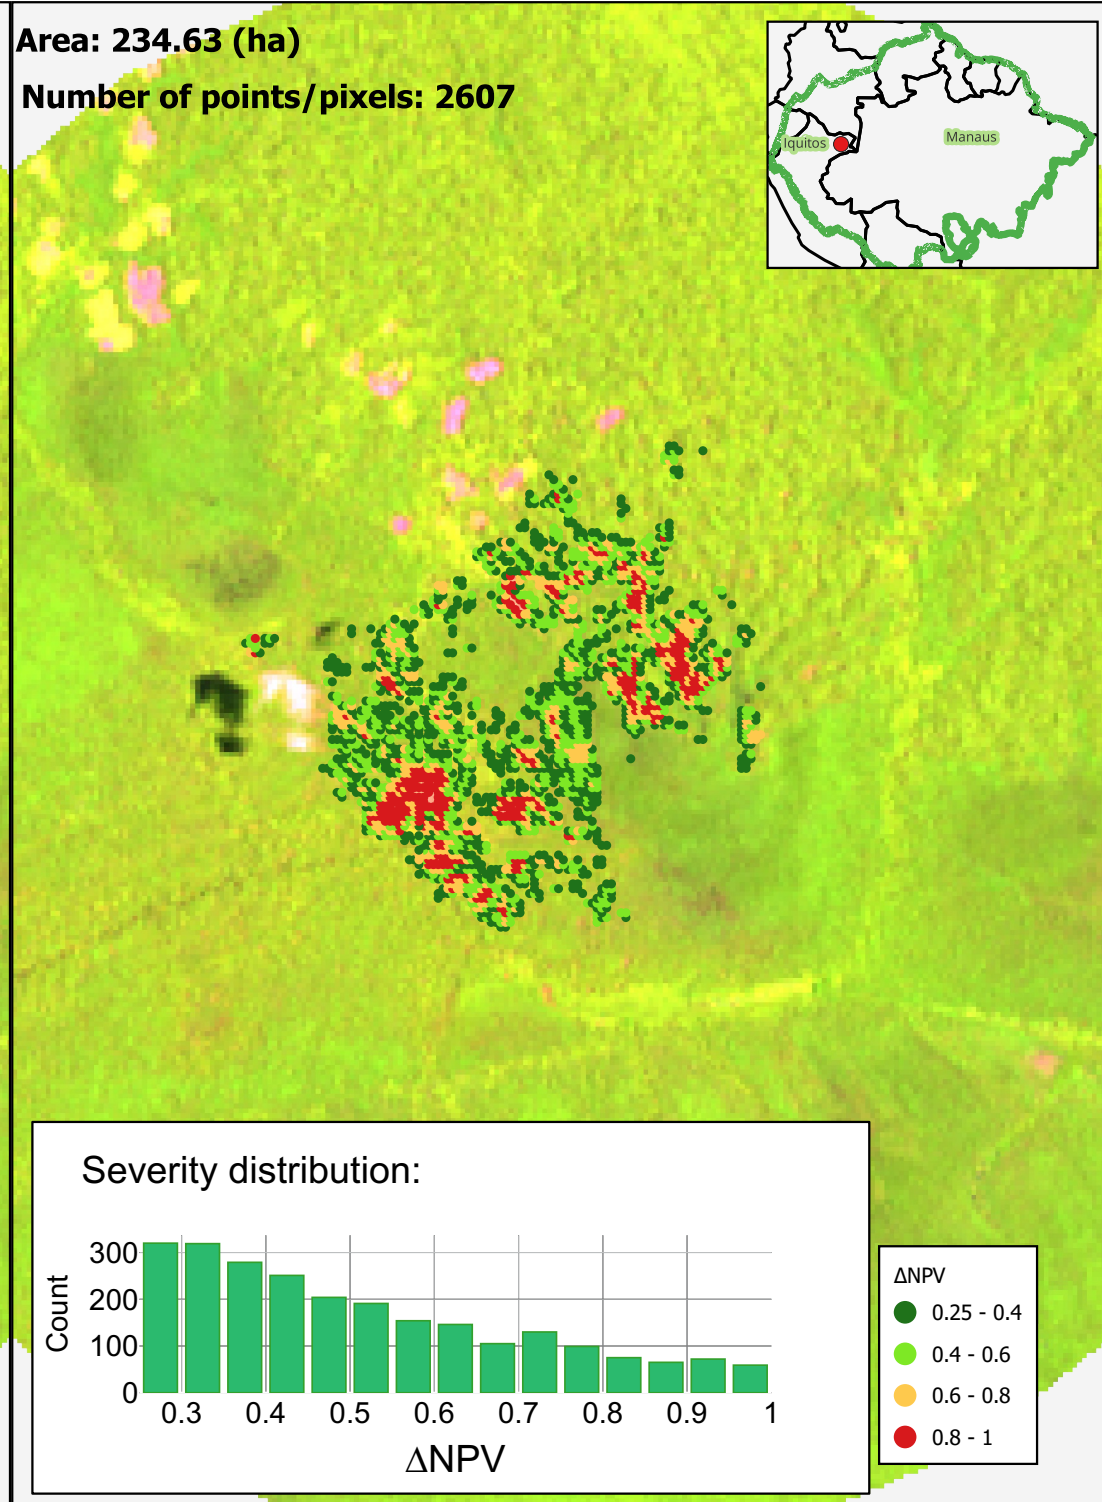 Area: 234.63 (ha)
Number of points/pixels: 2607
Iquitos
Manaus
Severity distribution:
300
200
100
0
Count
0.3 0.4 0.5 0.6 0.7 0.8 0.9 1
ΔNPV
ΔNPV
0.25 - 0.4
0.4 - 0.6
0.6 - 0.8
0.8 - 1